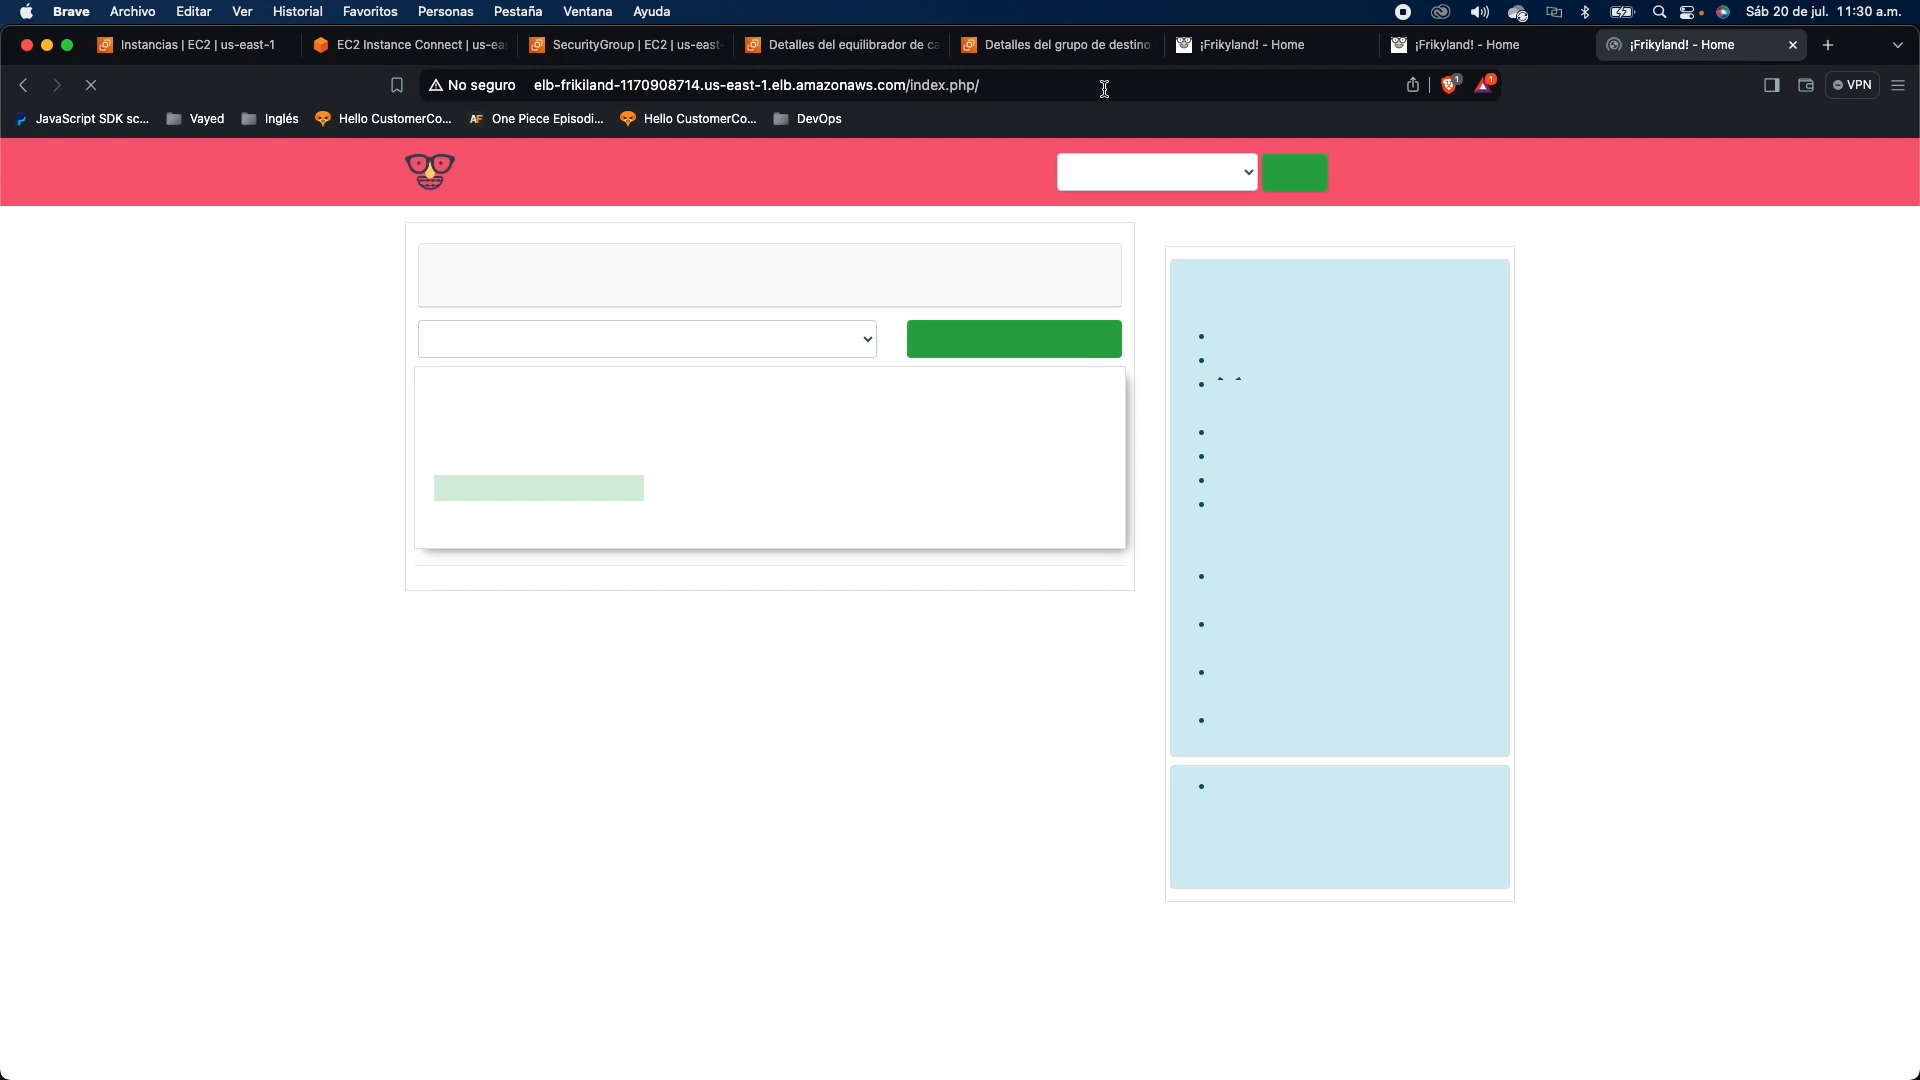 Brave Archivo Editar Ver Historial Favoritos Personas Pestaña Ventana Ayuda Sáb 20 de jul. 11:30 a.m.
Instancias | EC2 | us-east-1 EC2 Instance Connect | us-ea SecurityGroup | EC2 | us-east- Detalles del equilibrador de ca Detalles del grupo de destino ¡Frikyland! - Home ¡Frikyland! - Home ¡Frikyland! - Home
No seguro elb-frikiland-1170908714.us-east-1.elb.amazonaws.com/index.php/ 1 1 VPN
JavaScript SDK sc... Vayed Inglés Hello CustomerCo... AF One Piece Episodi... Hello CustomerCo... DevOps